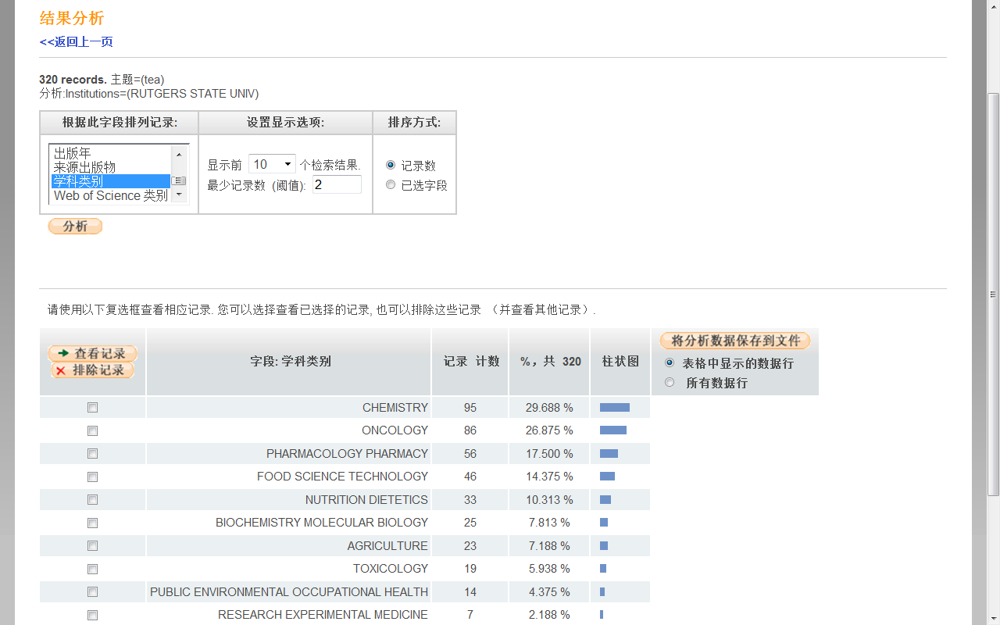 结果分析
<<返回上一页
320 records. 主题=(tea)
分析:Institutions=(RUTGERS STATE UNIV)
根据此字段排列记录: 设置显示选项: 排序方式:
出版年
来源出版物
学科类别
Web of Science 类别
显示前 10 个检索结果.
最少记录数 (阈值): 2
记录数
已选字段
分析
请使用以下复选框查看相应记录. 您可以选择查看已选择的记录, 也可以排除这些记录 （并查看其他记录）.
查看记录
排除记录
字段: 学科类别 记录 计数 %，共 320 柱状图
将分析数据保存到文件
表格中显示的数据行
所有数据行
CHEMISTRY 95 29.688 %
ONCOLOGY 86 26.875 %
PHARMACOLOGY PHARMACY 56 17.500 %
FOOD SCIENCE TECHNOLOGY 46 14.375 %
NUTRITION DIETETICS 33 10.313 %
BIOCHEMISTRY MOLECULAR BIOLOGY 25 7.813 %
AGRICULTURE 23 7.188 %
TOXICOLOGY 19 5.938 %
PUBLIC ENVIRONMENTAL OCCUPATIONAL HEALTH 14 4.375 %
RESEARCH EXPERIMENTAL MEDICINE 7 2.188 %